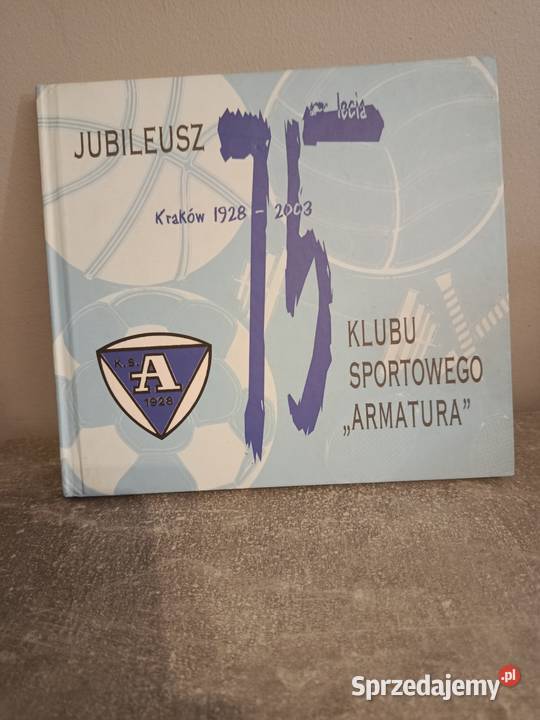 JUBILEUSZ
75 lecia
Kraków 1928 - 2003
KLUBU
SPORTOWEGO
„ARMATURA”
K.S.
A
1928
Sprzedajemy.pl